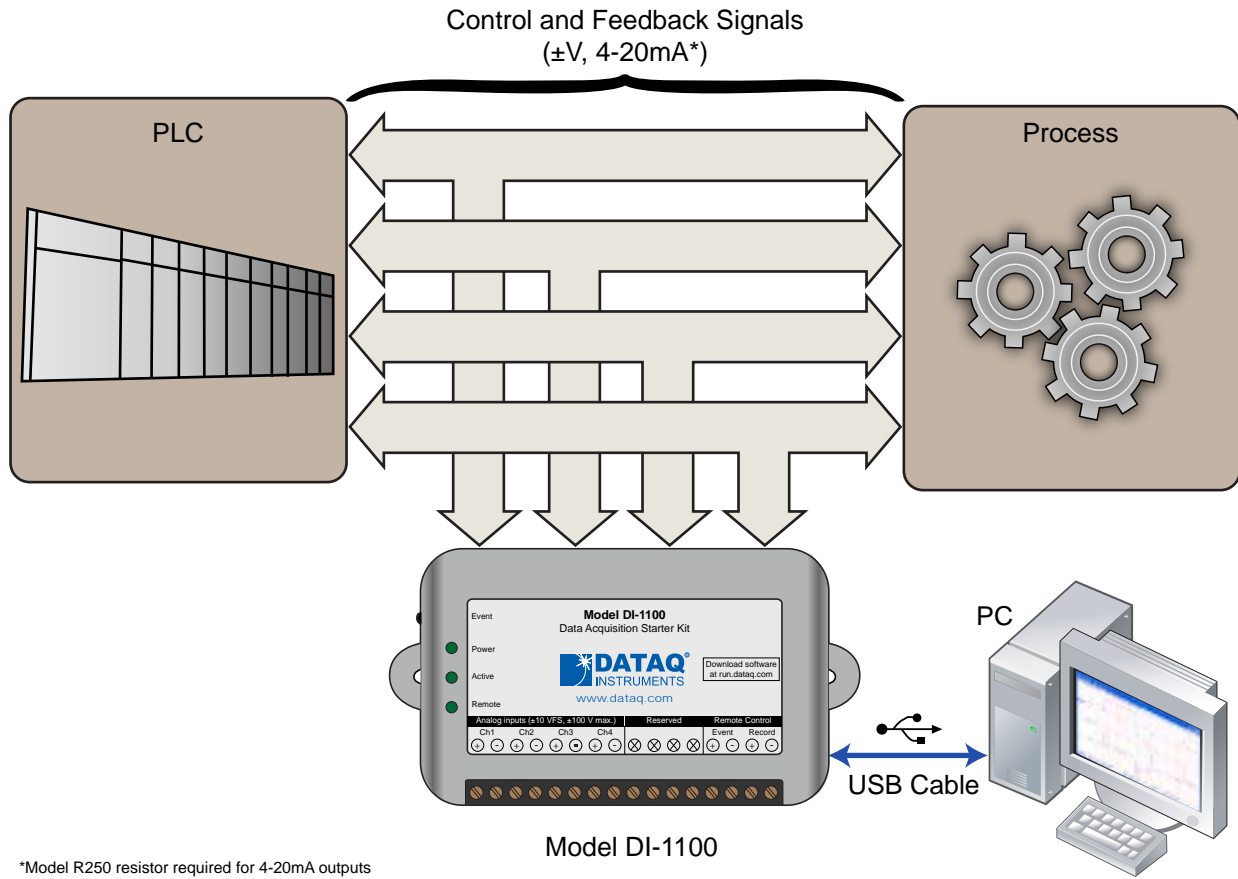 Control and Feedback Signals
(±V, 4-20mA*)
PLC
Process
Event
Model DI-1100
Data Acquisition Starter Kit
Power
DATAQ®
INSTRUMENTS
Download software
at run.dataq.com
Active
www.dataq.com
Remote
Analog inputs (±10 VFS, ±100 V max.) Reserved Remote Control
Ch1 Ch2 Ch3 Ch4 Event Record
+ - + - + - + - + - + -
PC
USB Cable
Model DI-1100
*Model R250 resistor required for 4-20mA outputs